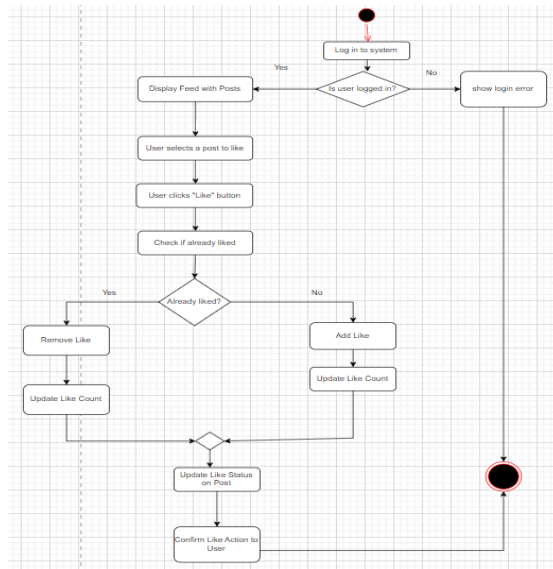 Log in to system
Yes
No
Is user logged in?
Display Feed with Posts
show login error
User selects a post to like
User clicks "Like" button
Check if already liked
Yes
No
Already liked?
Remove Like
Add Like
Update Like Count
Update Like Count
Update Like Status
on Post
Confirm Like Action to
User